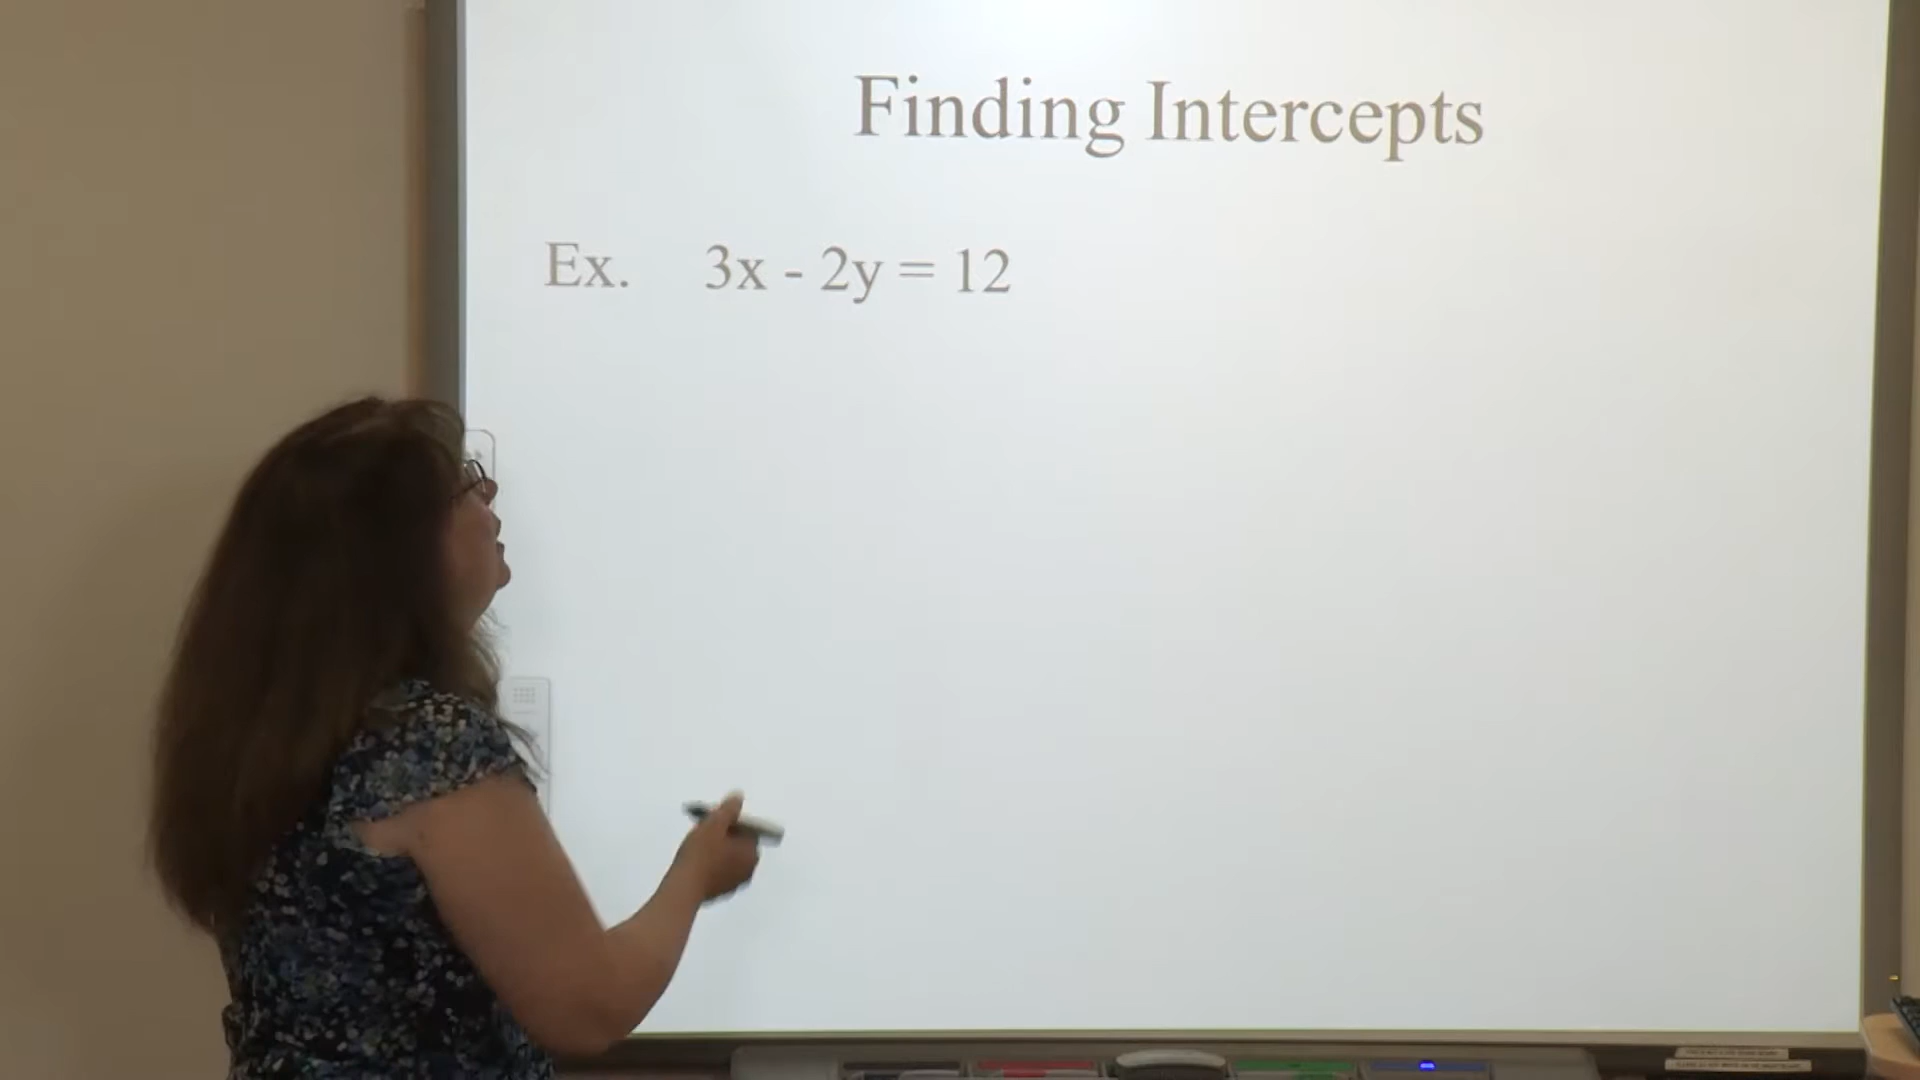 Finding Intercepts
Ex. 3x - 2y = 12